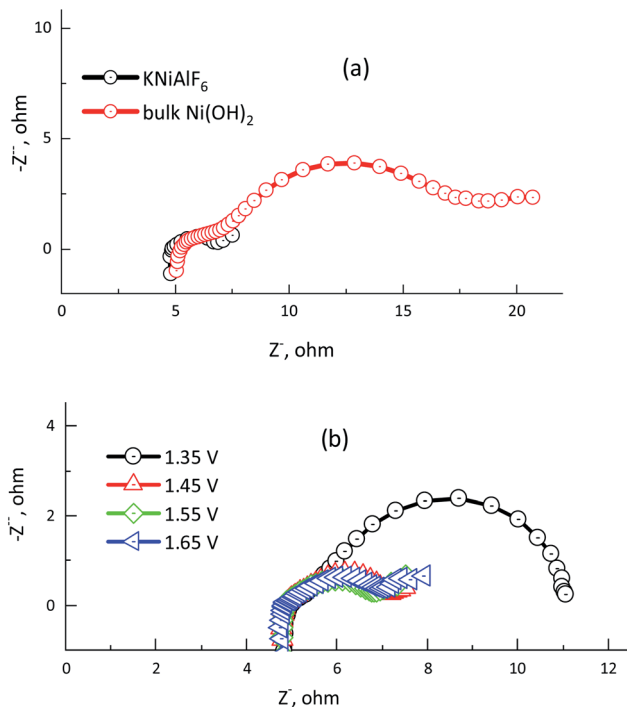 (a)
KNiAlF₆
bulk Ni(OH)₂
10
5
0
-Z⁻⁻, ohm
0
5
10
15
20
Z⁻, ohm
(b)
1.35 V
1.45 V
1.55 V
1.65 V
4
2
0
-Z⁻⁻, ohm
0
2
4
6
8
10
12
Z⁻, ohm